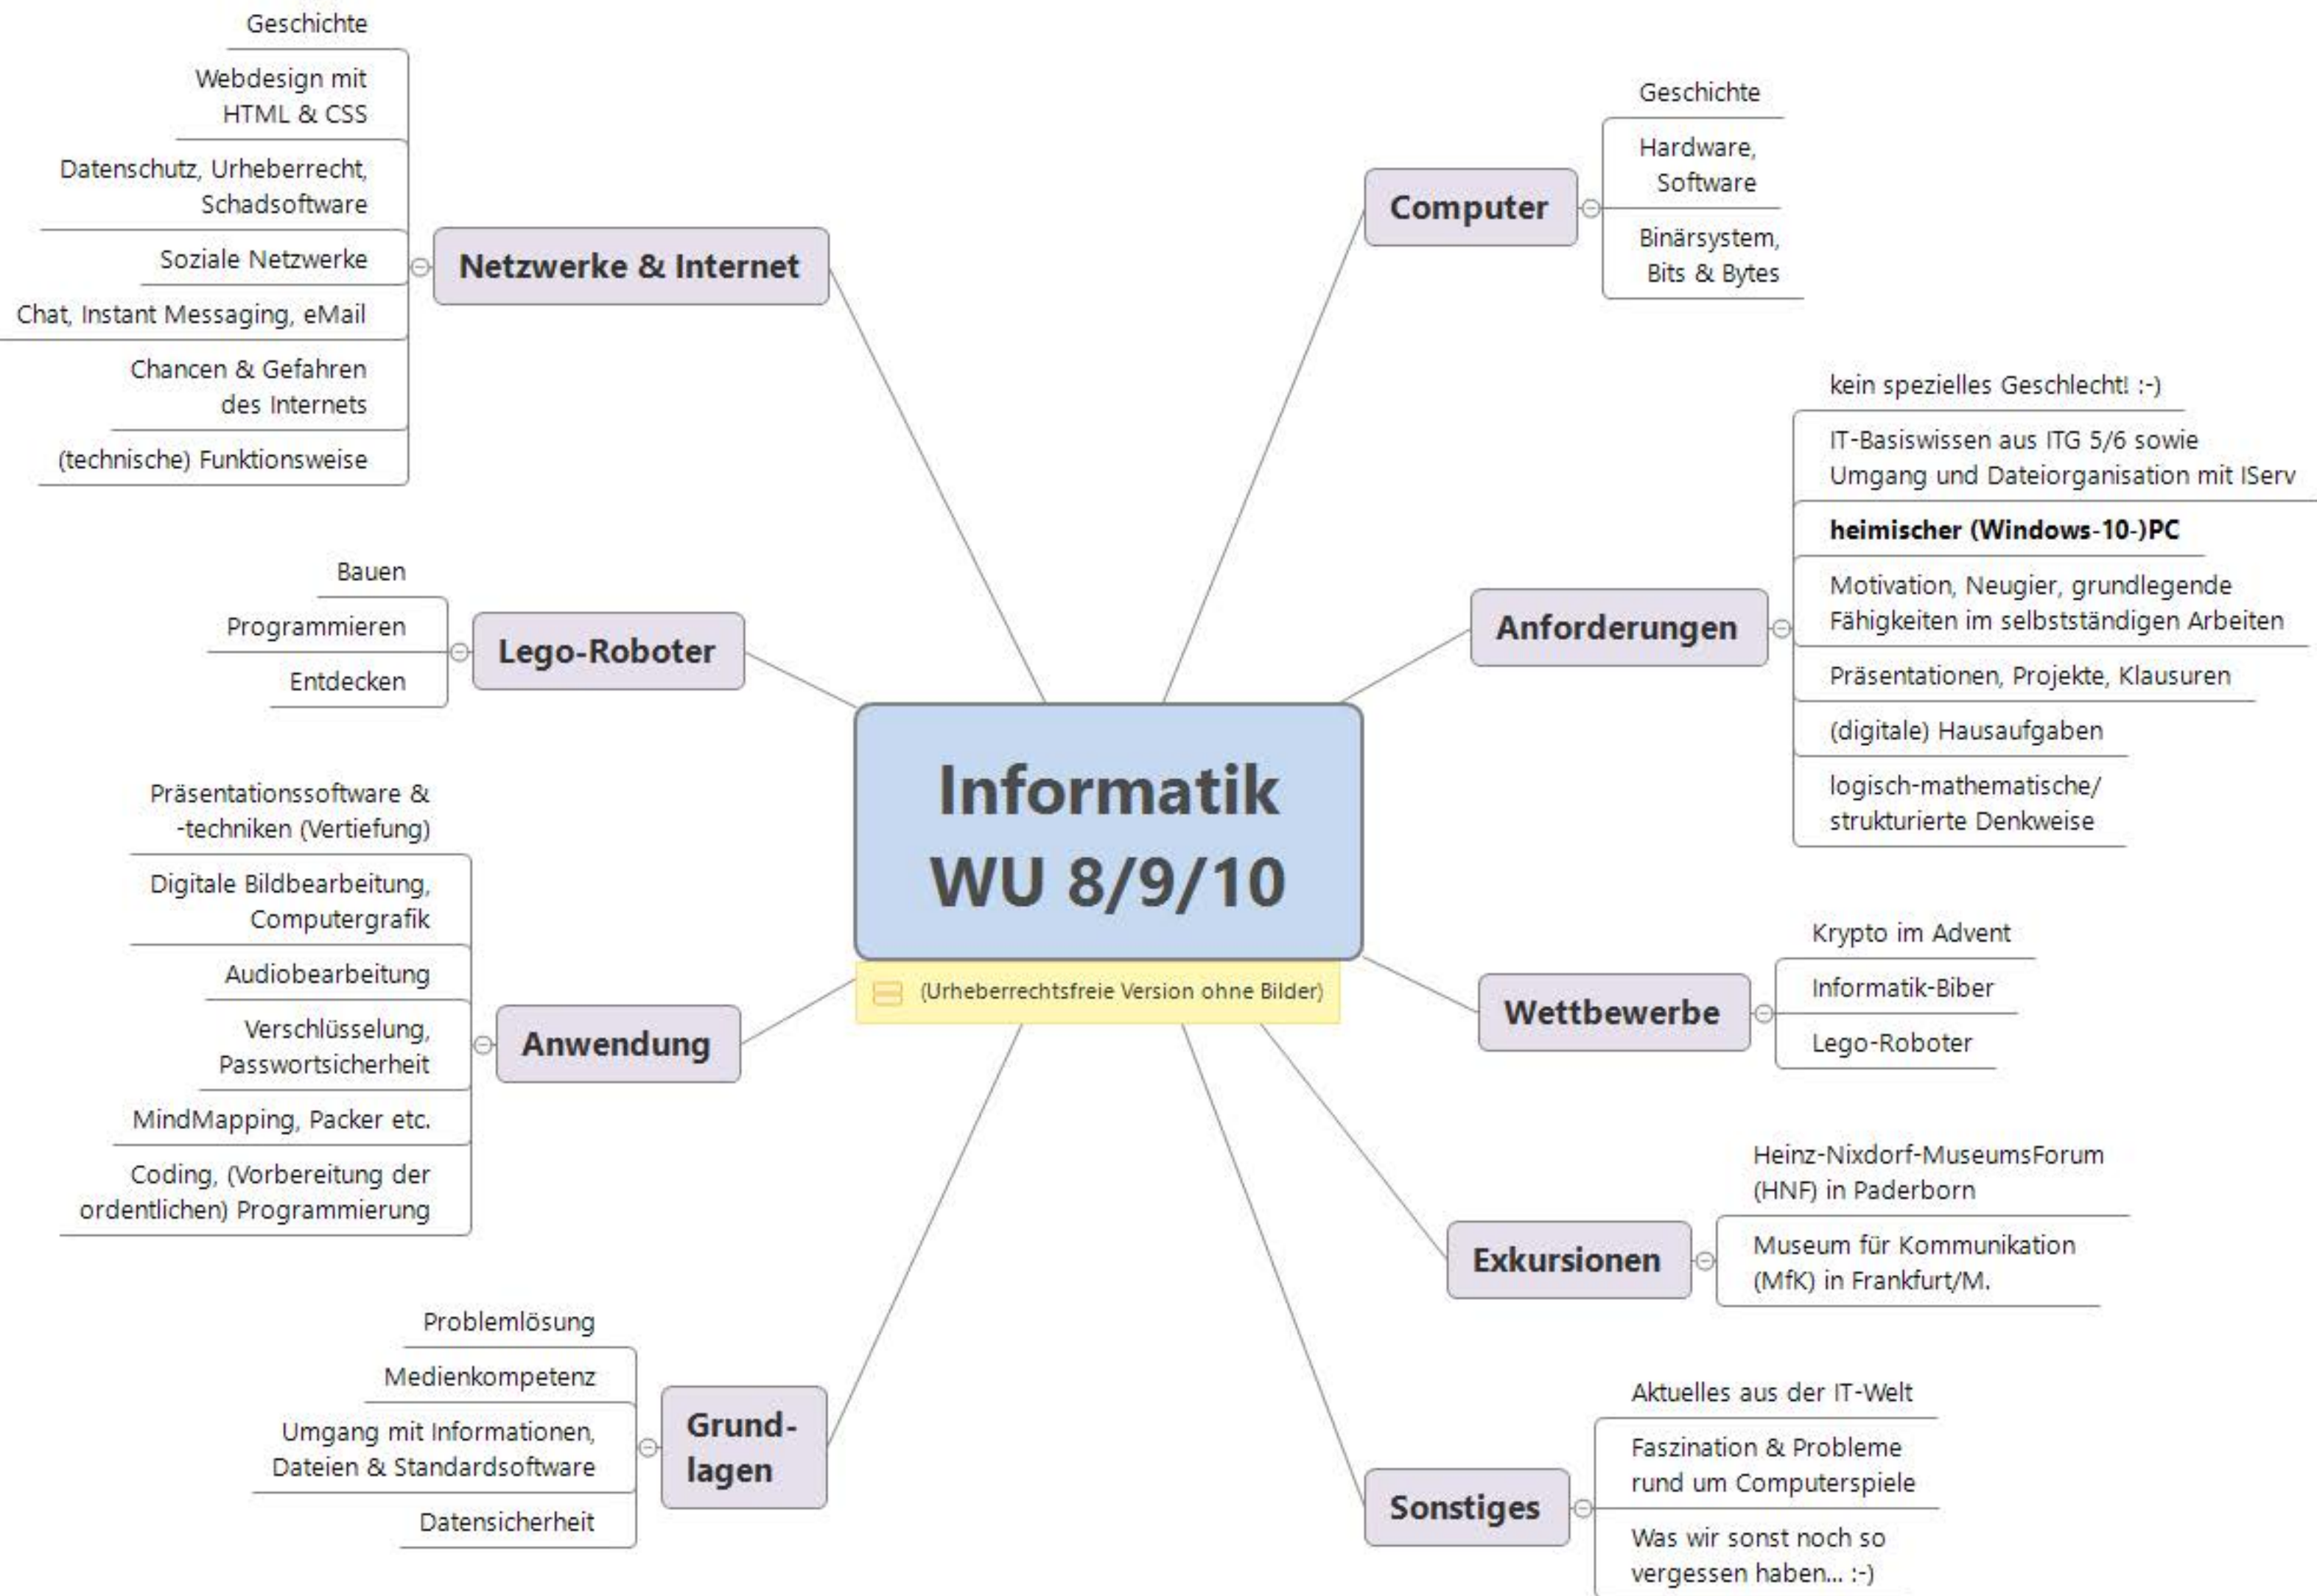 Geschichte
Webdesign mit
HTML & CSS
Datenschutz, Urheberrecht,
Schadsoftware
Soziale Netzwerke
Chat, Instant Messaging, eMail
Chancen & Gefahren
des Internets
(technische) Funktionsweise
Netzwerke & Internet
Bauen
Programmieren
Entdecken
Lego-Roboter
Präsentationssoftware &
-techniken (Vertiefung)
Digitale Bildbearbeitung,
Computergrafik
Audiobearbeitung
Verschlüsselung,
Passwortsicherheit
MindMapping, Packer etc.
Coding, (Vorbereitung der
ordentlichen) Programmierung
Anwendung
Problemlösung
Medienkompetenz
Umgang mit Informationen,
Dateien & Standardsoftware
Datensicherheit
Grund-
lagen
Informatik
WU 8/9/10
(Urheberrechtsfreie Version ohne Bilder)
Computer
Geschichte
Hardware,
Software
Binärsystem,
Bits & Bytes
Anforderungen
kein spezielles Geschlecht! :-)
IT-Basiswissen aus ITG 5/6 sowie
Umgang und Dateiorganisation mit IServ
heimischer (Windows-10-)PC
Motivation, Neugier, grundlegende
Fähigkeiten im selbstständigen Arbeiten
Präsentationen, Projekte, Klausuren
(digitale) Hausaufgaben
logisch-mathematische/
strukturierte Denkweise
Wettbewerbe
Krypto im Advent
Informatik-Biber
Lego-Roboter
Exkursionen
Heinz-Nixdorf-MuseumsForum
(HNF) in Paderborn
Museum für Kommunikation
(MfK) in Frankfurt/M.
Sonstiges
Aktuelles aus der IT-Welt
Faszination & Probleme
rund um Computerspiele
Was wir sonst noch so
vergessen haben... :-)